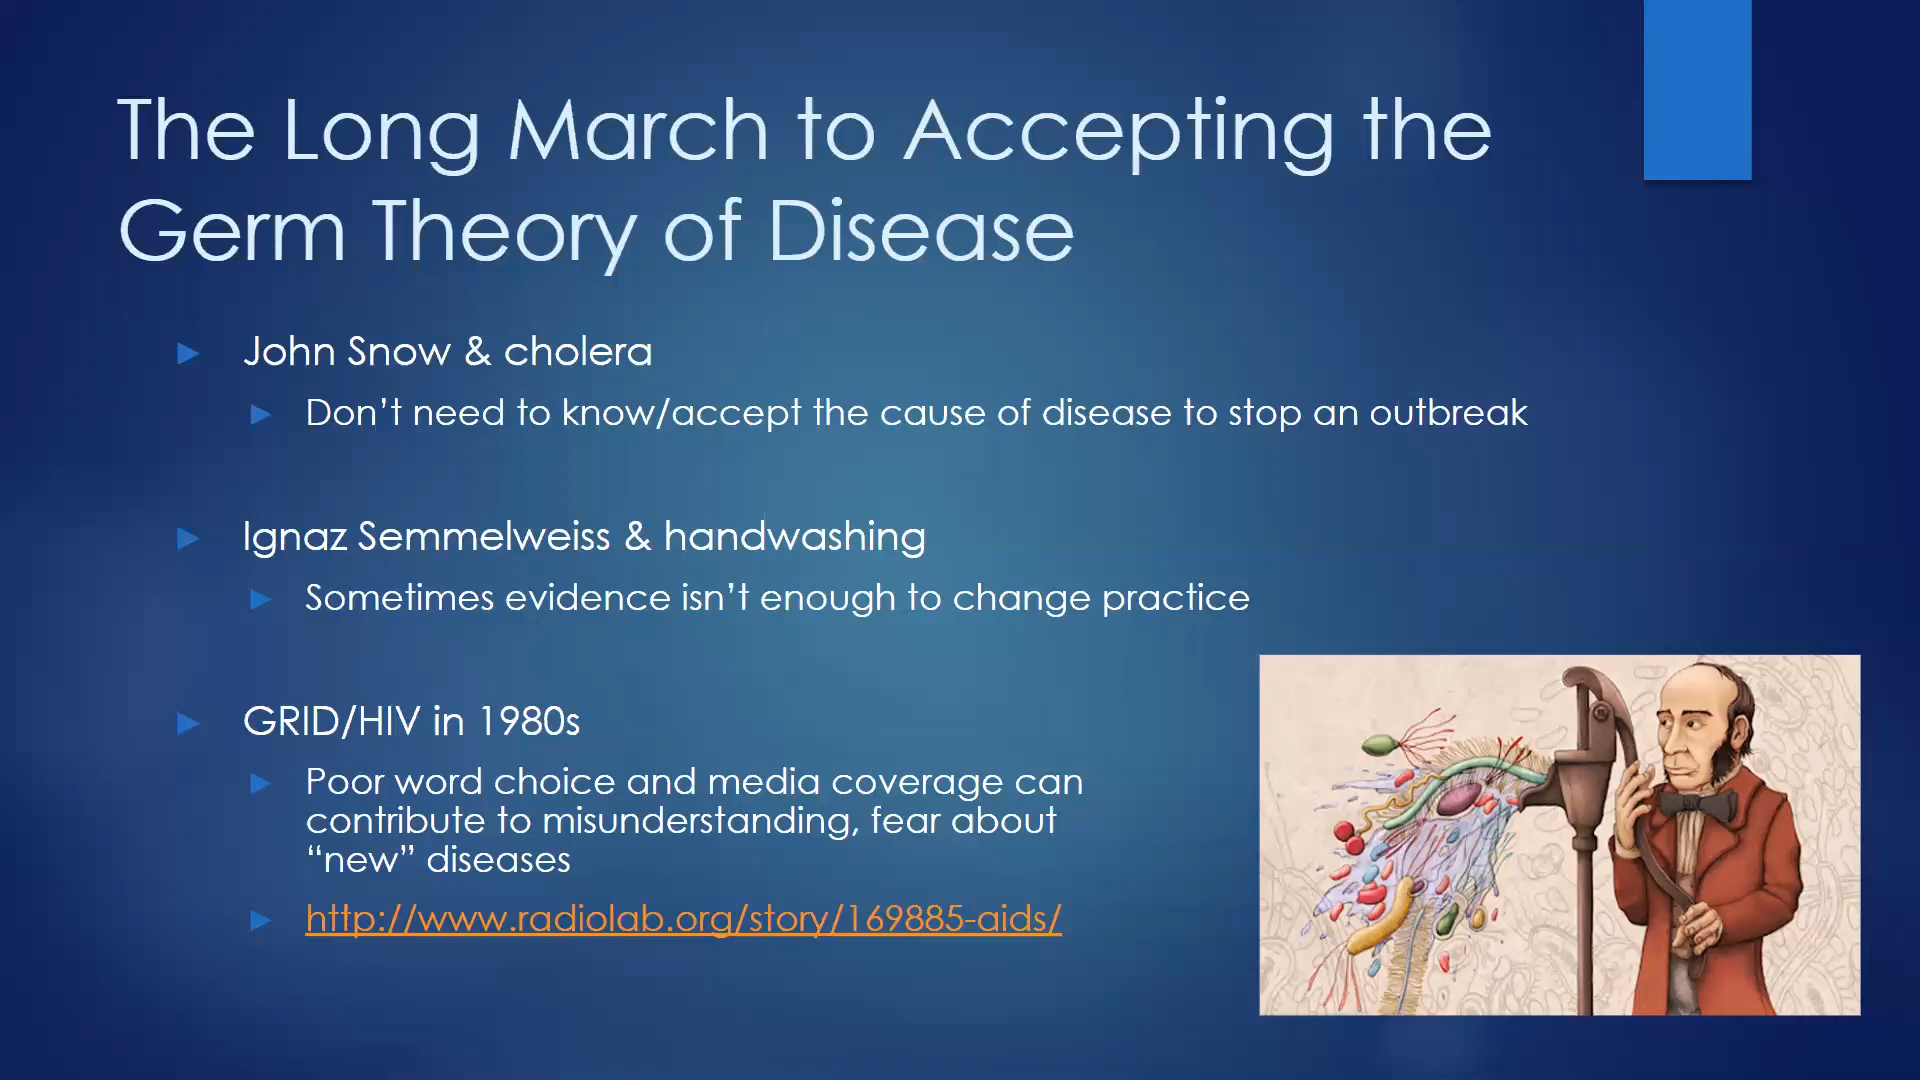 The Long March to Accepting the
Germ Theory of Disease
John Snow & cholera
Don’t need to know/accept the cause of disease to stop an outbreak
Ignaz Semmelweiss & handwashing
Sometimes evidence isn’t enough to change practice
GRID/HIV in 1980s
Poor word choice and media coverage can
contribute to misunderstanding, fear about
“new” diseases
http://www.radiolab.org/story/169885-aids/